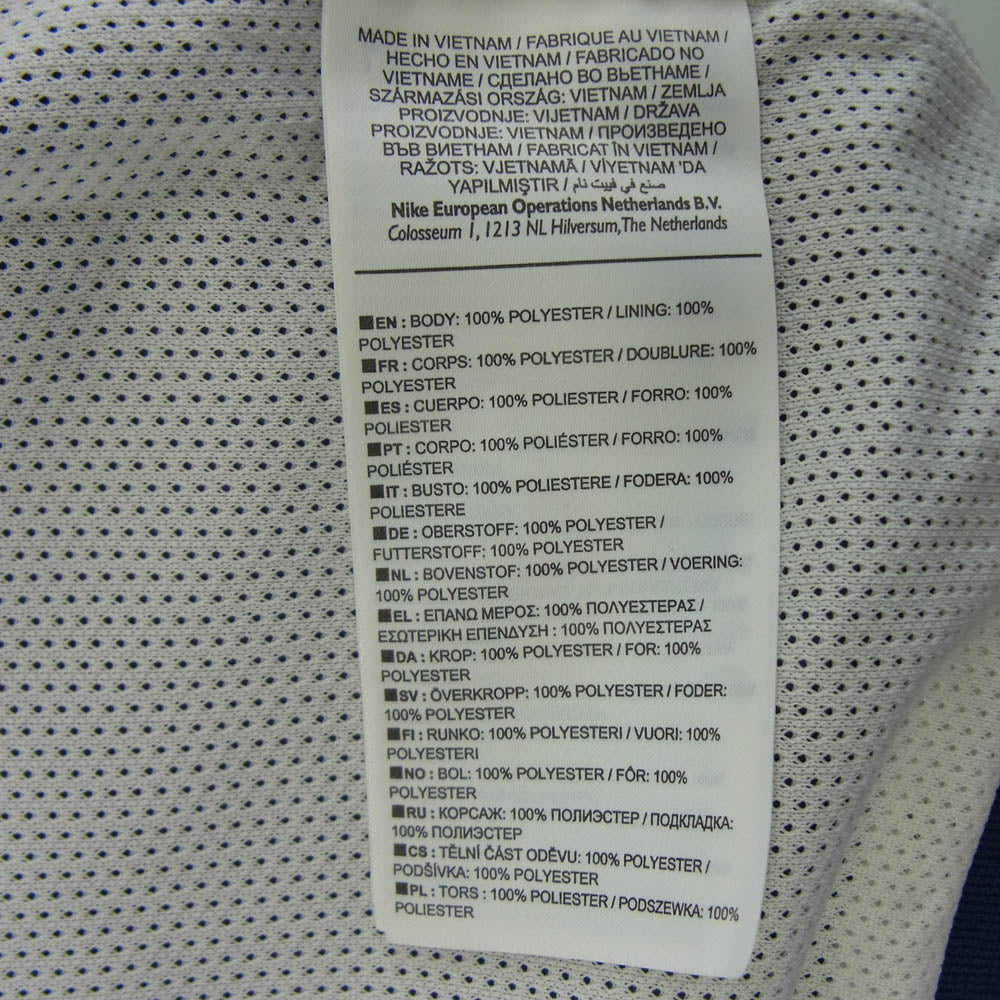 MADE IN VIETNAM / FABRIQUE AU VIETNAM /
HECHO EN VIETNAM / FABRICADO NO
VIETNAME / СДЕЛАНО ВО ВЬЕТНАМЕ /
SZÁRMAZÁSI ORSZÁG: VIETNAM / ZEMLJA
PROIZVODNJE: VIJETNAM / DRŽAVA
PROIZVODNJE: VIETNAM / ПРОИЗВЕДЕНО
ВЪВ ВИЕТНАМ / FABRICAT ÎN VIETNAM /
RAŽOTS: VJETNAMĀ / VİYETNAM 'DA
YAPILMIŞTIR / صنع في فييت نام
Nike European Operations Netherlands B.V.
Colosseum 1, 1213 NL Hilversum,The Netherlands
EN : BODY: 100% POLYESTER / LINING: 100%
POLYESTER
FR : CORPS: 100% POLYESTER / DOUBLURE: 100%
POLYESTER
ES : CUERPO: 100% POLIESTER / FORRO: 100%
POLIESTER
PT : CORPO: 100% POLIÉSTER / FORRO: 100%
POLIÉSTER
IT : BUSTO: 100% POLIESTERE / FODERA: 100%
POLIESTERE
DE : OBERSTOFF: 100% POLYESTER /
FUTTERSTOFF: 100% POLYESTER
NL : BOVENSTOF: 100% POLYESTER / VOERING:
100% POLYESTER
EL : ΕΠΑΝΩ ΜΕΡΟΣ: 100% ΠΟΛΥΕΣΤΕΡΑΣ /
ΕΣΩΤΕΡΙΚΗ ΕΠΕΝΔΥΣΗ : 100% ΠΟΛΥΕΣΤΕΡΑΣ
DA : KROP: 100% POLYESTER / FOR: 100%
POLYESTER
SV : ÖVERKROPP: 100% POLYESTER / FODER:
100% POLYESTER
FI : RUNKO: 100% POLYESTERI / VUORI: 100%
POLYESTERI
NO : BOL: 100% POLYESTER / FÔR: 100%
POLYESTER
RU : КОРСАЖ: 100% ПОЛИЭСТЕР / ПОДКЛАДКА:
100% ПОЛИЭСТЕР
CS : TĚLNÍ ČÁST ODĚVU: 100% POLYESTER /
PODŠÍVKA: 100% POLYESTER
PL : TORS : 100% POLIESTER / PODSZEWKA: 100%
POLIESTER